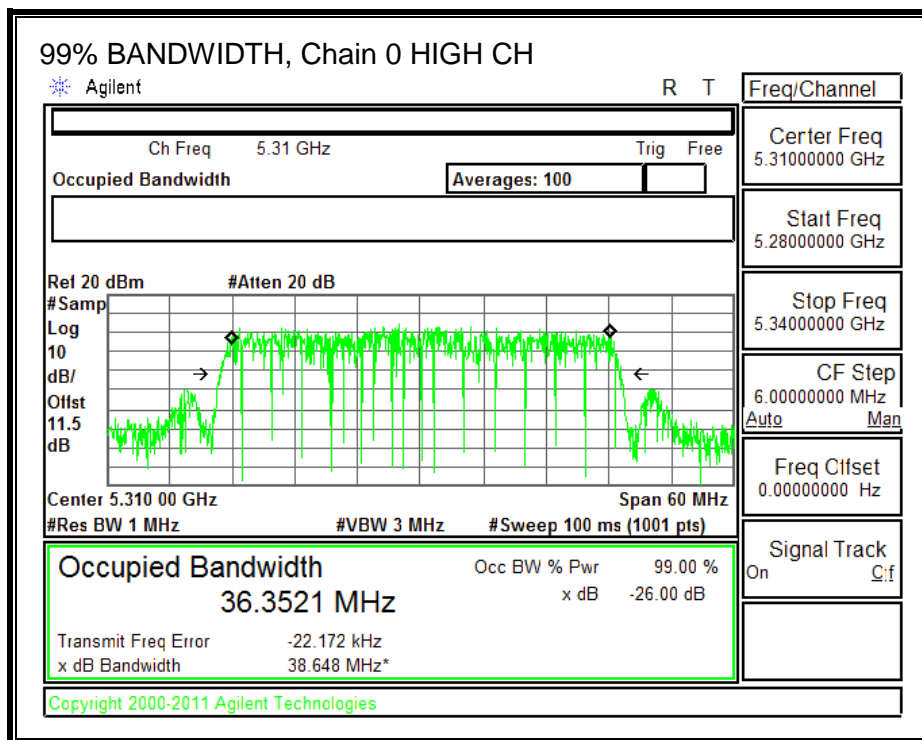 99% BANDWIDTH, Chain 0 HIGH CH
Agilent
R T
Freq/Channel
Ch Freq 5.31 GHz
Trig Free
Occupied Bandwidth
Averages: 100
Center Freq
5.31000000 GHz
Start Freq
5.28000000 GHz
Stop Freq
5.34000000 GHz
CF Step
6.00000000 MHz
Auto Man
Freq Offset
0.00000000 Hz
Signal Track
On Off
Ref 20 dBm
#Atten 20 dB
#Samp
Log
10
dB/
Offst
11.5
dB
Center 5.310 00 GHz
Span 60 MHz
#Res BW 1 MHz
#VBW 3 MHz
#Sweep 100 ms (1001 pts)
Occupied Bandwidth
36.3521 MHz
Occ BW % Pwr 99.00 %
x dB -26.00 dB
Transmit Freq Error -22.172 kHz
x dB Bandwidth 38.648 MHz*
Copyright 2000-2011 Agilent Technologies